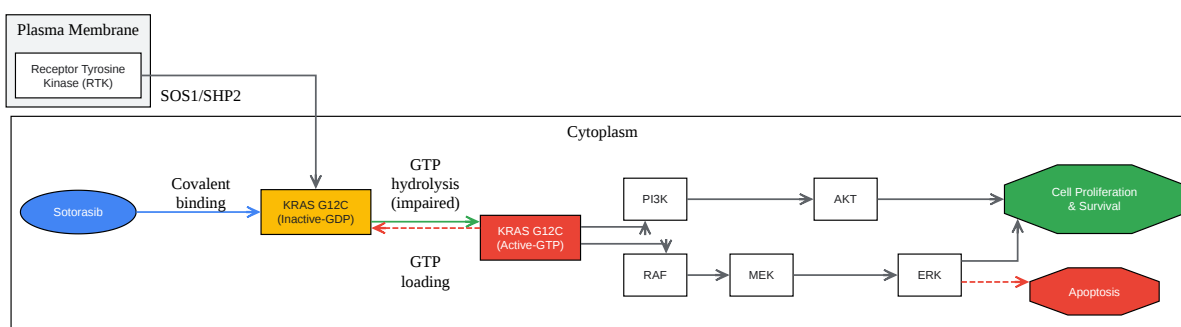 Plasma Membrane
Receptor Tyrosine
Kinase (RTK)
SOS1/SHP2
Cytoplasm
Sotorasib
Covalent
binding
KRAS G12C
(Inactive-GDP)
GTP
hydrolysis
(impaired)
GTP
loading
KRAS G12C
(Active-GTP)
PI3K
AKT
RAF
MEK
ERK
Cell Proliferation
& Survival
Apoptosis